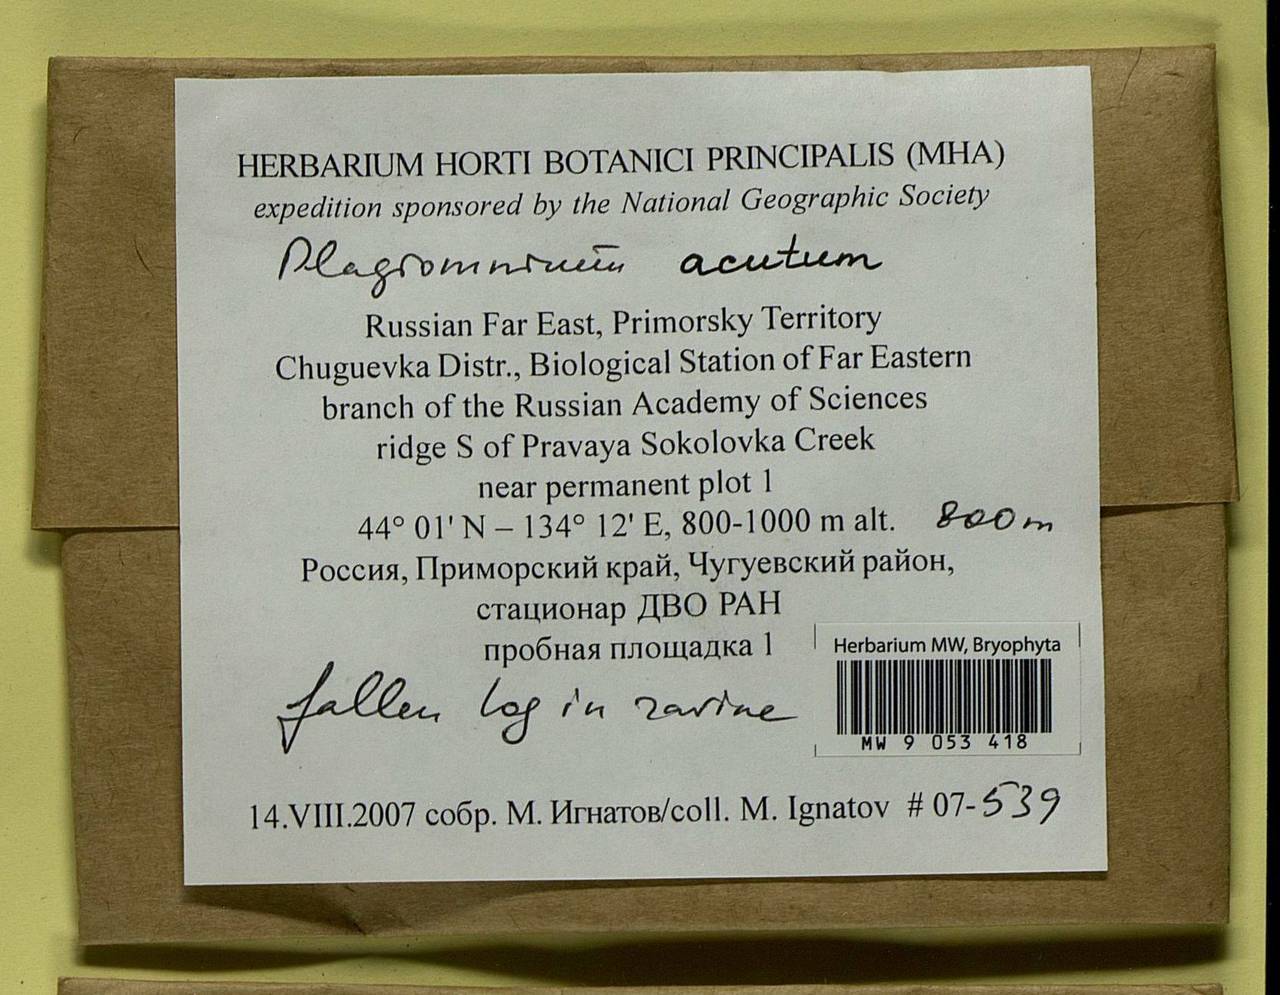 HERBARIUM HORTI BOTANICI PRINCIPALIS (MHA)
expedition sponsored by the National Geographic Society
Plagiomnium acutum
Russian Far East, Primorsky Territory
Chuguevka Distr., Biological Station of Far Eastern
branch of the Russian Academy of Sciences
ridge S of Pravaya Sokolovka Creek
near permanent plot 1
44° 01' N – 134° 12' E, 800-1000 m alt. 800m
Россия, Приморский край, Чугуевский район,
стационар ДВО РАН
пробная площадка 1
fallen log in ravine
Herbarium MW, Bryophyta
MW 9 053 418
14.VIII.2007 собр. М. Игнатов/coll. M. Ignatov # 07-539